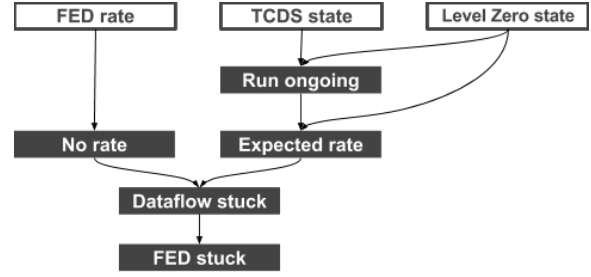 FED rate
TCDS state
Level Zero state
Run ongoing
No rate
Expected rate
Dataflow stuck
FED stuck